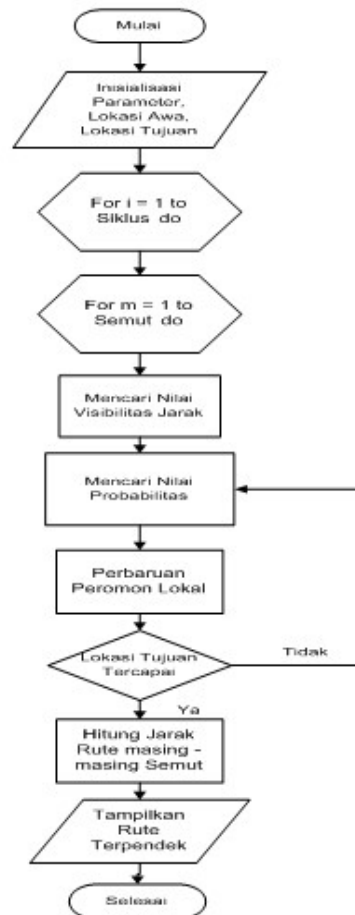 Mulai
Inisialisasi
Parameter,
Lokasi Awa,
Lokasi Tujuan
For i = 1 to
Siklus do
For m = 1 to
Semut do
Mencari Nilai
Visibilitas Jarak
Mencari Nilai
Probabilitas
Perbaruan
Peromon Lokal
Lokasi Tujuan
Tercapai
Tidak
Ya
Hitung Jarak
Rute masing -
masing Semut
Tampilkan
Rute
Terpendek
Selesai